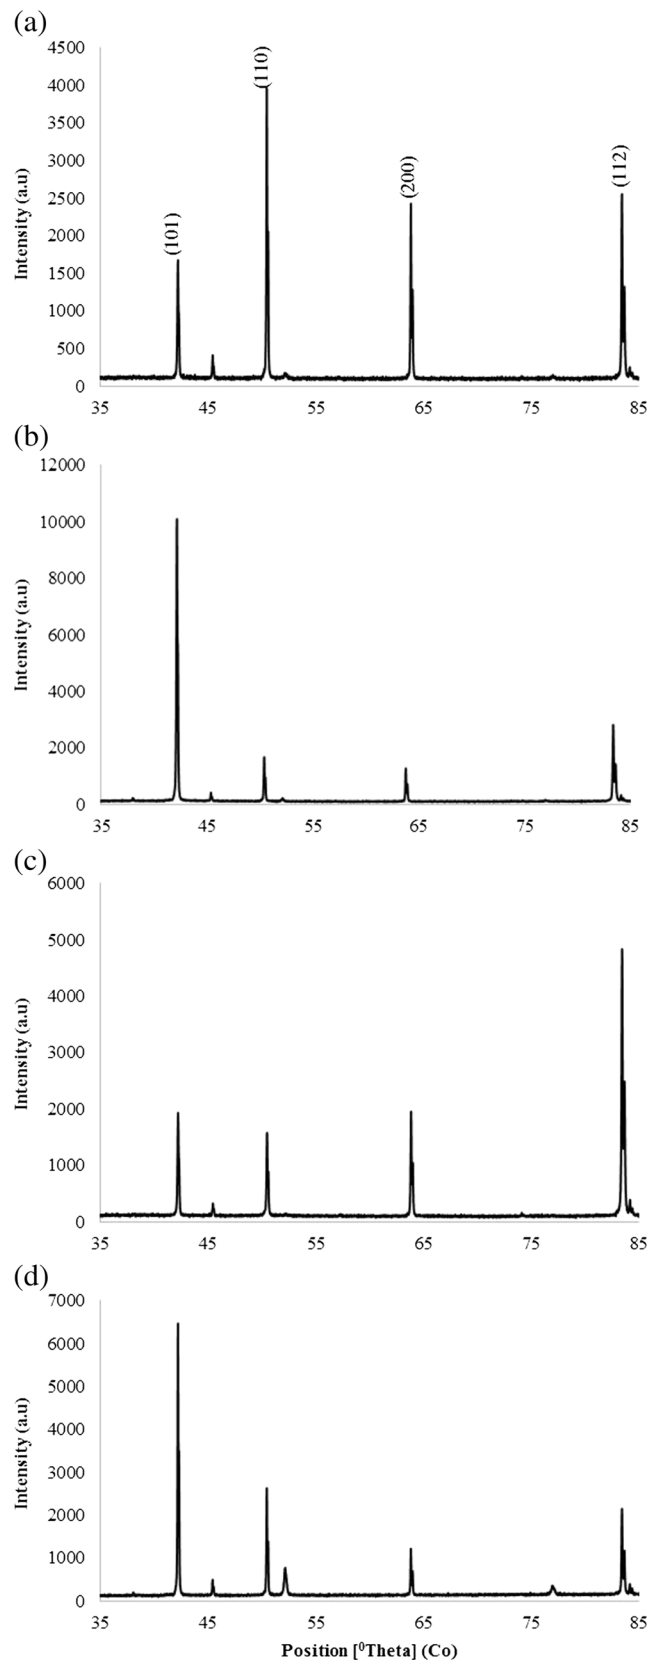 (a)
4500
4000
3500
3000
2500
2000
1500
1000
500
0
Intensity (a.u)
(101)
(110)
(200)
(112)
35 45 55 65 75 85
(b)
12000
10000
8000
6000
4000
2000
0
Intensity (a.u)
35 45 55 65 75 85
(c)
6000
5000
4000
3000
2000
1000
0
Intensity (a.u)
35 45 55 65 75 85
(d)
7000
6000
5000
4000
3000
2000
1000
0
Intensity (a.u)
35 45 55 65 75 85
Position [⁰Theta] (Co)